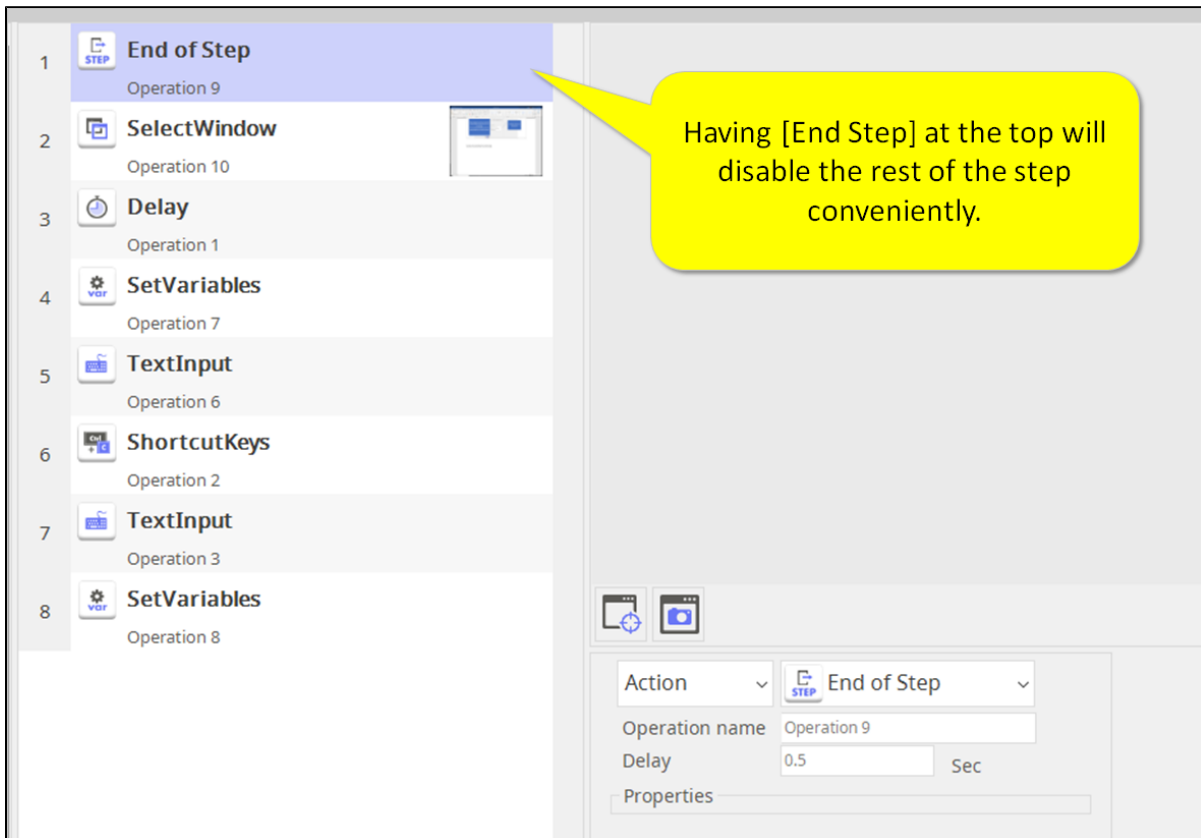 1
STEP
End of Step
Operation 9
2
SelectWindow
Operation 10
3
Delay
Operation 1
4
var
SetVariables
Operation 7
5
TextInput
Operation 6
6
Ctrl
+ C
ShortcutKeys
Operation 2
7
TextInput
Operation 3
8
var
SetVariables
Operation 8
Having [End Step] at the top will
disable the rest of the step
conveniently.
Action
STEP
End of Step
Operation name
Operation 9
Delay
0.5
Sec
Properties